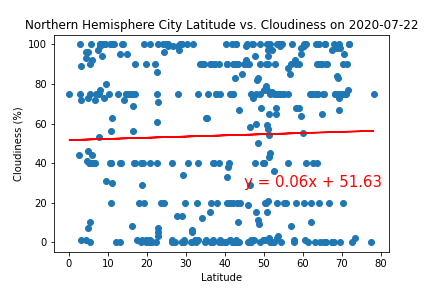 Northern Hemisphere City Latitude vs. Cloudiness on 2020-07-22
100
80
60
40
20
0
Cloudiness (%)
y = 0.06x + 51.63
0 10 20 30 40 50 60 70 80
Latitude